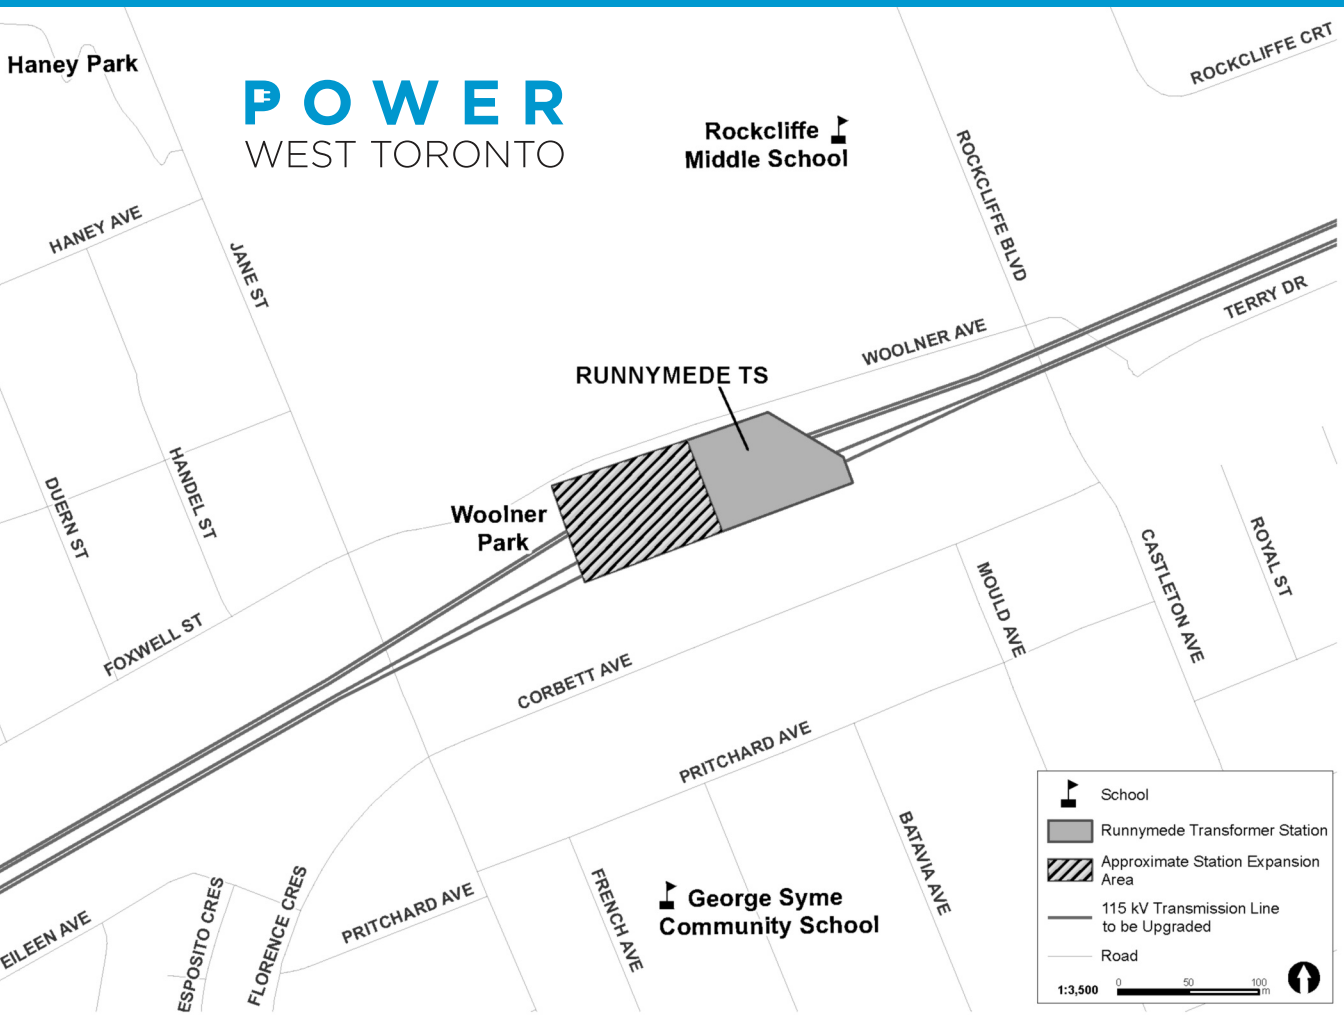 Haney Park
POWER
WEST TORONTO
ROCKCLIFFE CRT
Rockcliffe
Middle School
ROCKCLIFFE BLVD
HANEY AVE
JANE ST
TERRY DR
WOOLNER AVE
RUNNYMEDE TS
DUERN ST
HANDEL ST
Woolner
Park
FOXWELL ST
CORBETT AVE
MOULD AVE
CASTLETON AVE
ROYAL ST
PRITCHARD AVE
BATAVIA AVE
FRENCH AVE
George Syme
Community School
PRITCHARD AVE
FLORENCE CRES
ESPOSITO CRES
EILEEN AVE
School
Runnymede Transformer Station
Approximate Station Expansion
Area
115 kV Transmission Line
to be Upgraded
Road
1:3,500
0 50 100
m